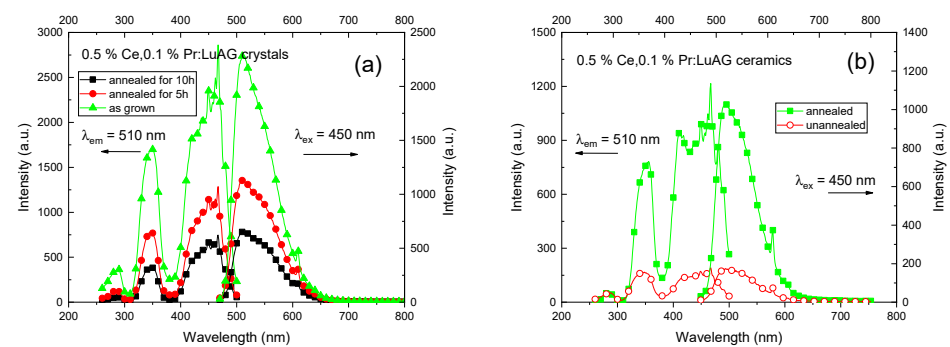 200 300 400 500 600 700 800
3000
2500
2000
1500
1000
500
0
Intensity (a.u.)
0.5 % Ce,0.1 % Pr:LuAG crystals
(a)
annealed for 10h
annealed for 5h
as grown
λem = 510 nm
λex = 450 nm
2500
2000
1500
1000
500
0
Intensity (a.u.)
200 300 400 500 600 700 800
Wavelength (nm)
200 300 400 500 600 700 800
1500
1200
900
600
300
0
Intensity (a.u.)
0.5 % Ce,0.1 % Pr:LuAG ceramics
(b)
annealed
unannealed
λem = 510 nm
λex = 450 nm
1400
1200
1000
800
600
400
200
0
Intensity (a.u.)
200 300 400 500 600 700 800
Wavelength (nm)